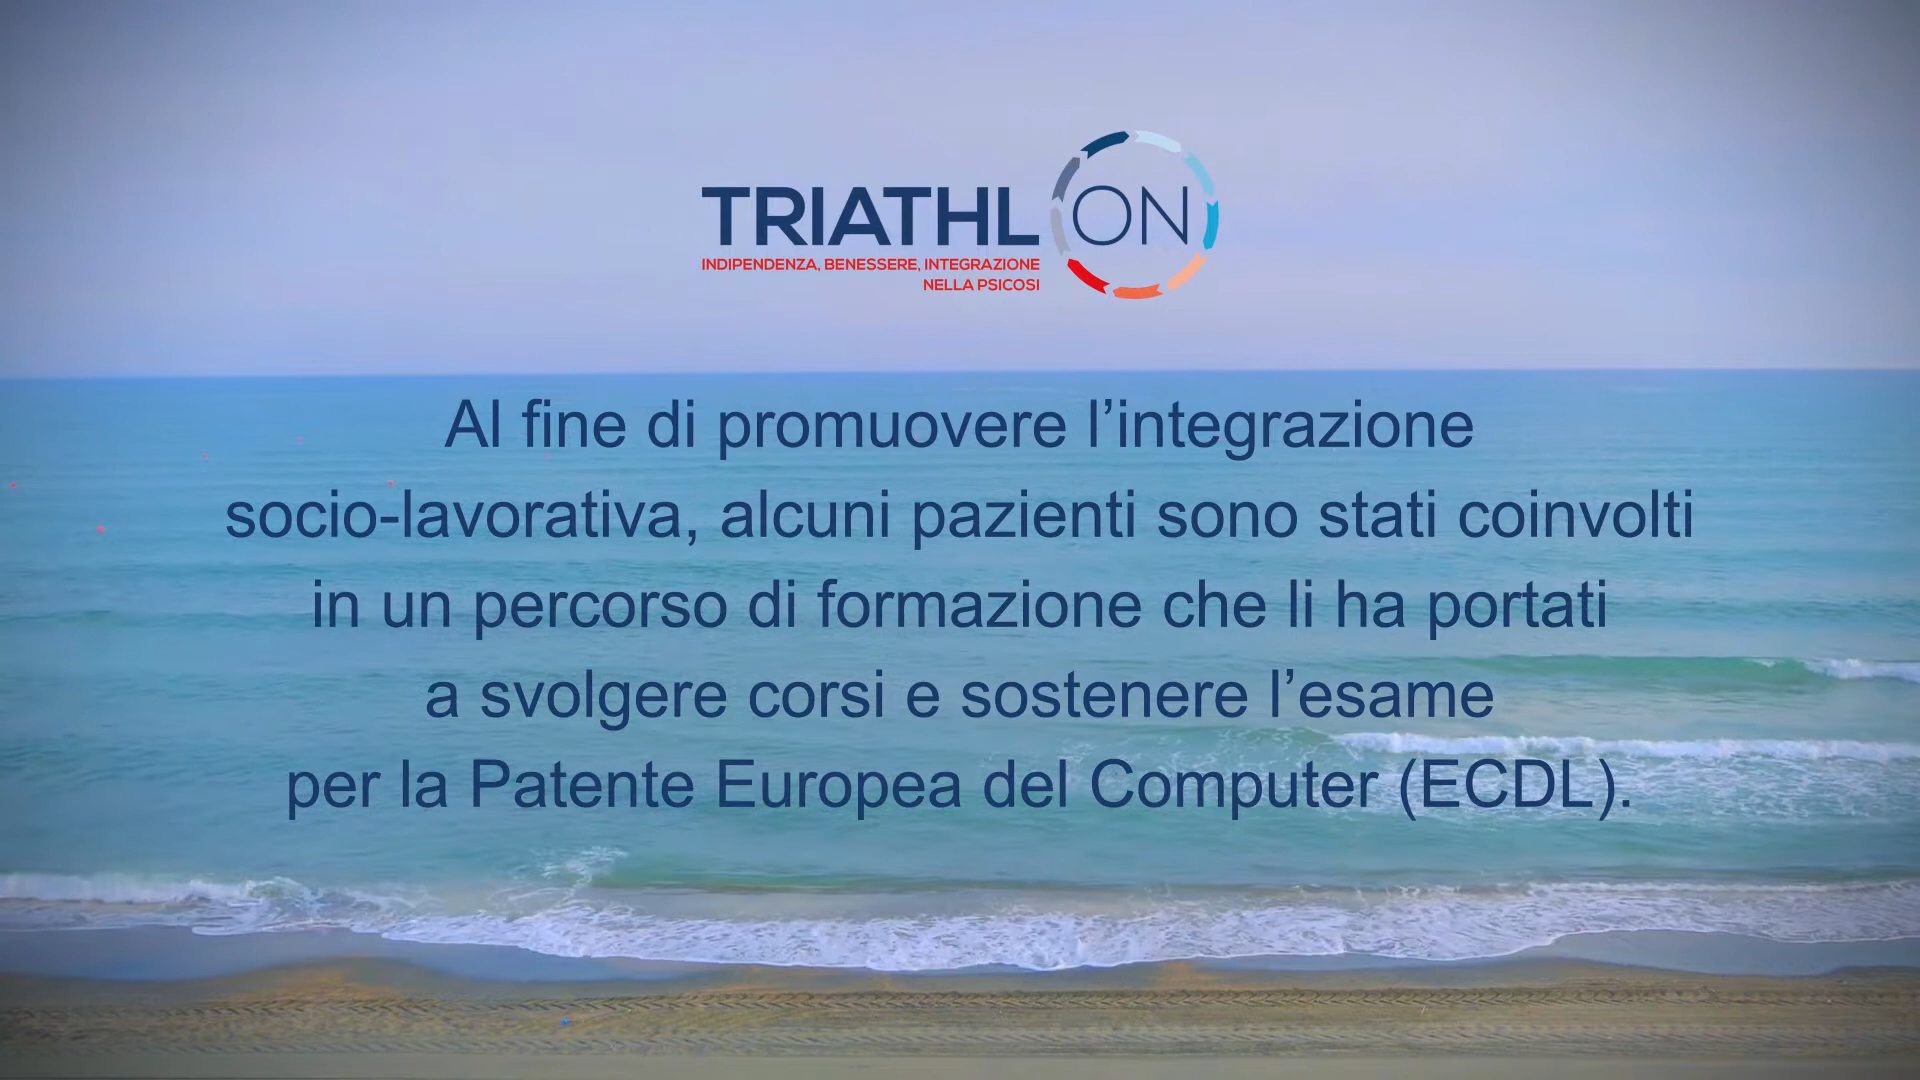 TRIATHLON
INDIPENDENZA, BENESSERE, INTEGRAZIONE
NELLA PSICOSI
Al fine di promuovere l’integrazione
socio-lavorativa, alcuni pazienti sono stati coinvolti
in un percorso di formazione che li ha portati
a svolgere corsi e sostenere l’esame
per la Patente Europea del Computer (ECDL).